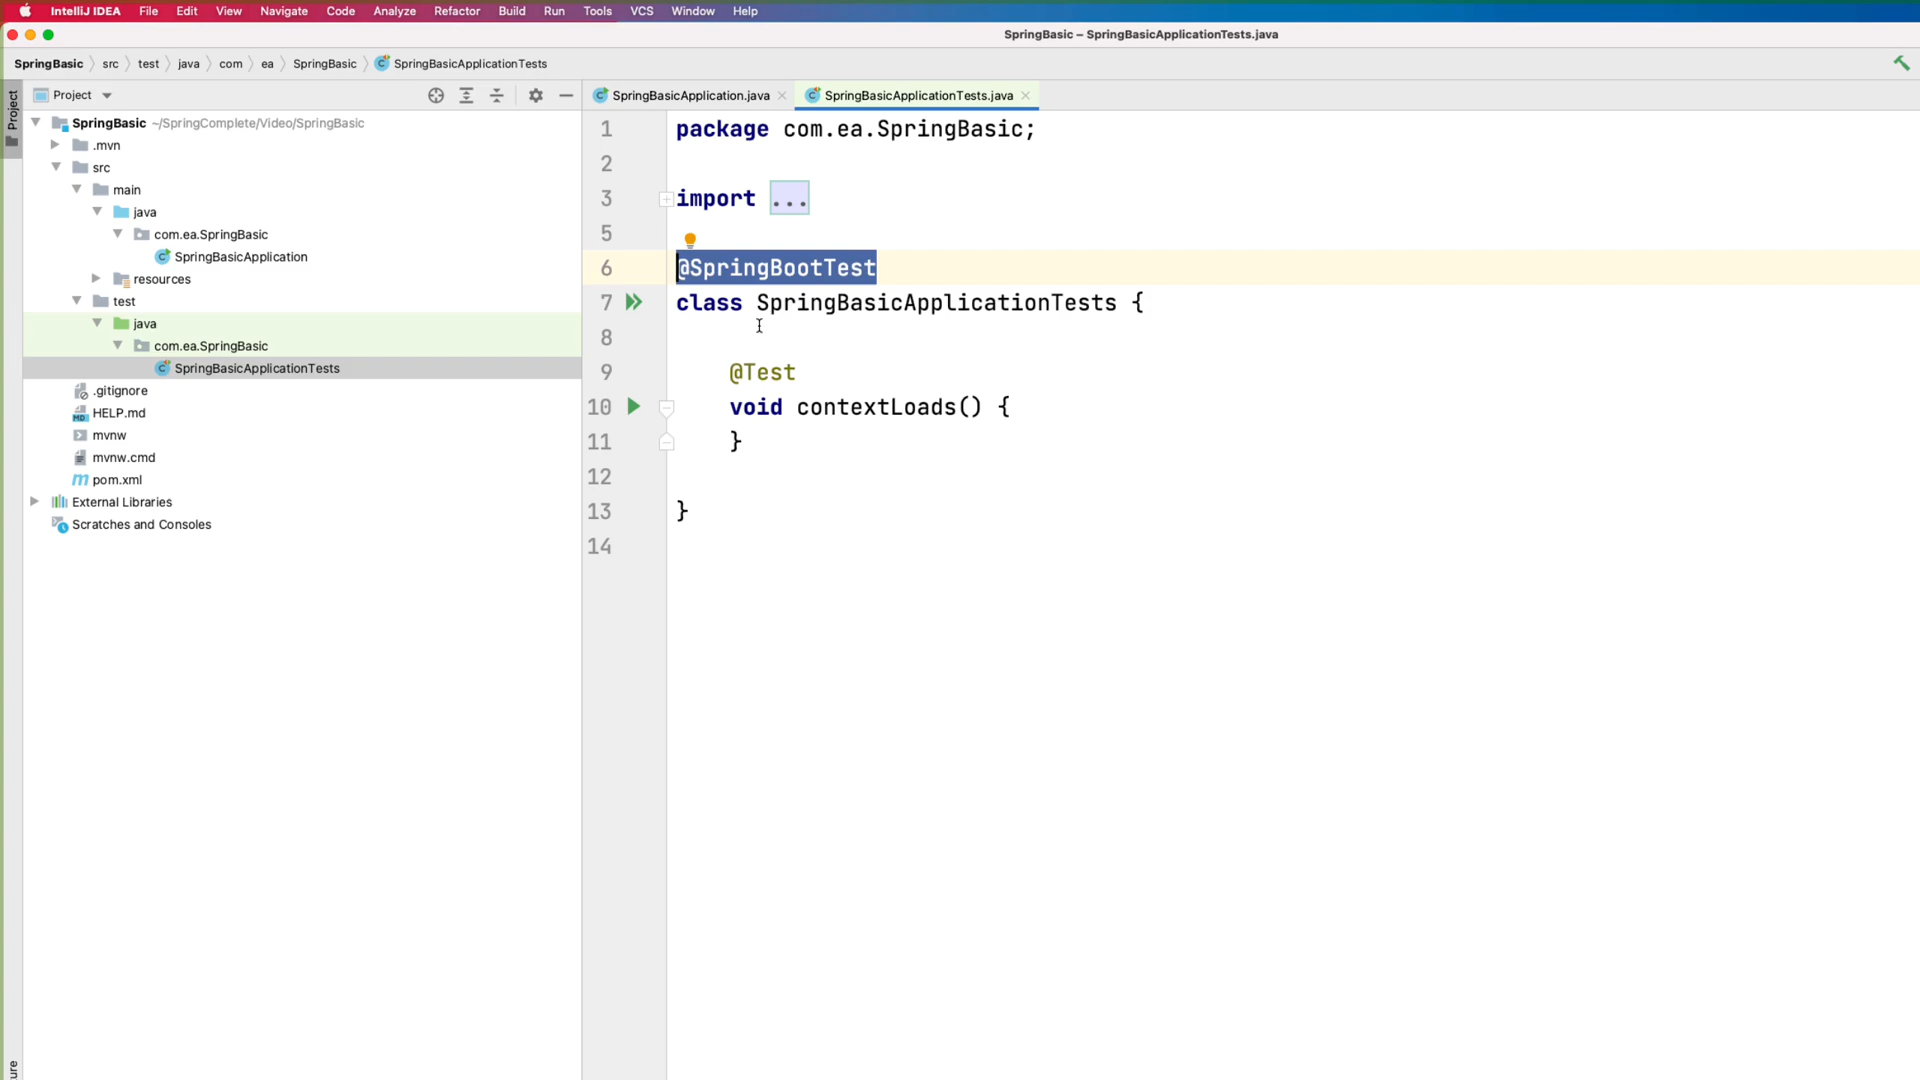 IntelliJ IDEA File Edit View Navigate Code Analyze Refactor Build Run Tools VCS Window Help
SpringBasic – SpringBasicApplicationTests.java
SpringBasic src test java com ea SpringBasic SpringBasicApplicationTests
Project
Project
SpringBasicApplication.java
SpringBasicApplicationTests.java
SpringBasic ~/SpringComplete/Video/SpringBasic
.mvn
src
main
java
com.ea.SpringBasic
SpringBasicApplication
resources
test
java
com.ea.SpringBasic
SpringBasicApplicationTests
.gitignore
HELP.md
mvnw
mvnw.cmd
pom.xml
External Libraries
Scratches and Consoles
1 package com.ea.SpringBasic;
2
3 import ...
5
6 @SpringBootTest
7 class SpringBasicApplicationTests {
8
9 @Test
10 void contextLoads() {
11 }
12
13 }
14